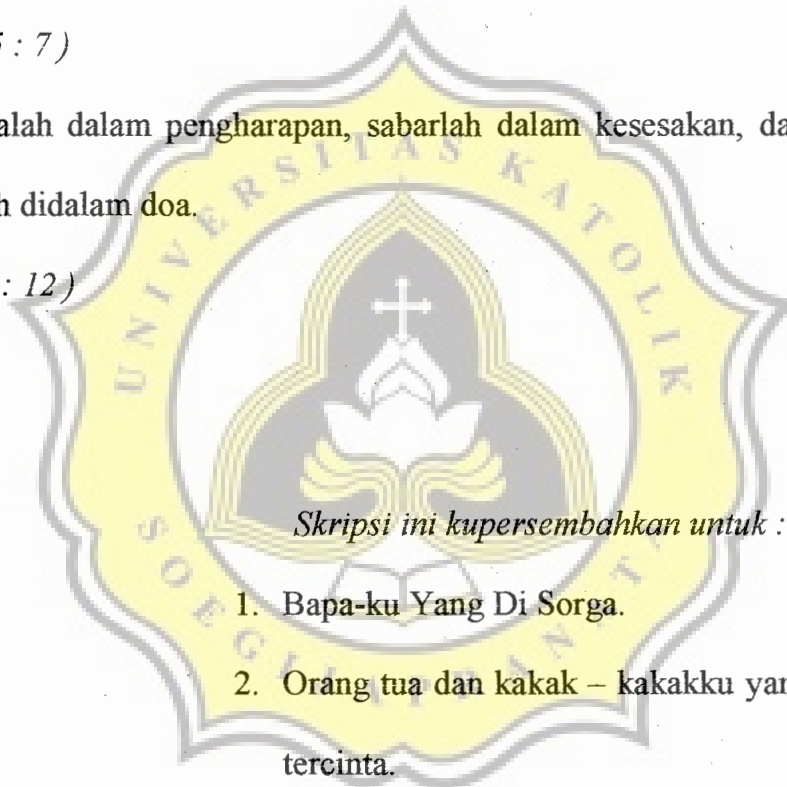 : 7 )
alah dalam pengharapan, sabarlah dalam kesesakan, da
h didalam doa.
: 12 )
UNIVERSITAS KATOLIK
SOEGIJAPRANATA
Skripsi ini kupersembahkan untuk :
1. Bapa-ku Yang Di Sorga.
2. Orang tua dan kakak – kakakku yan
tercinta.